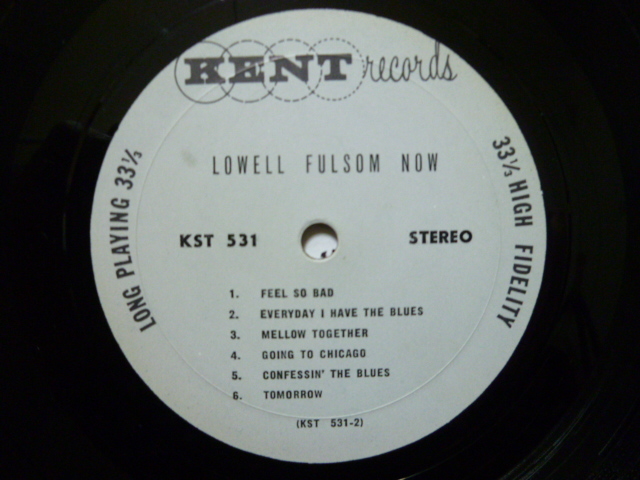 KENT records
LOWELL FULSOM NOW
KST 531
STEREO
LONG PLAYING 33⅓
33⅓ HIGH FIDELITY
1. FEEL SO BAD
2. EVERYDAY I HAVE THE BLUES
3. MELLOW TOGETHER
4. GOING TO CHICAGO
5. CONFESSIN' THE BLUES
6. TOMORROW
(KST 531-2)